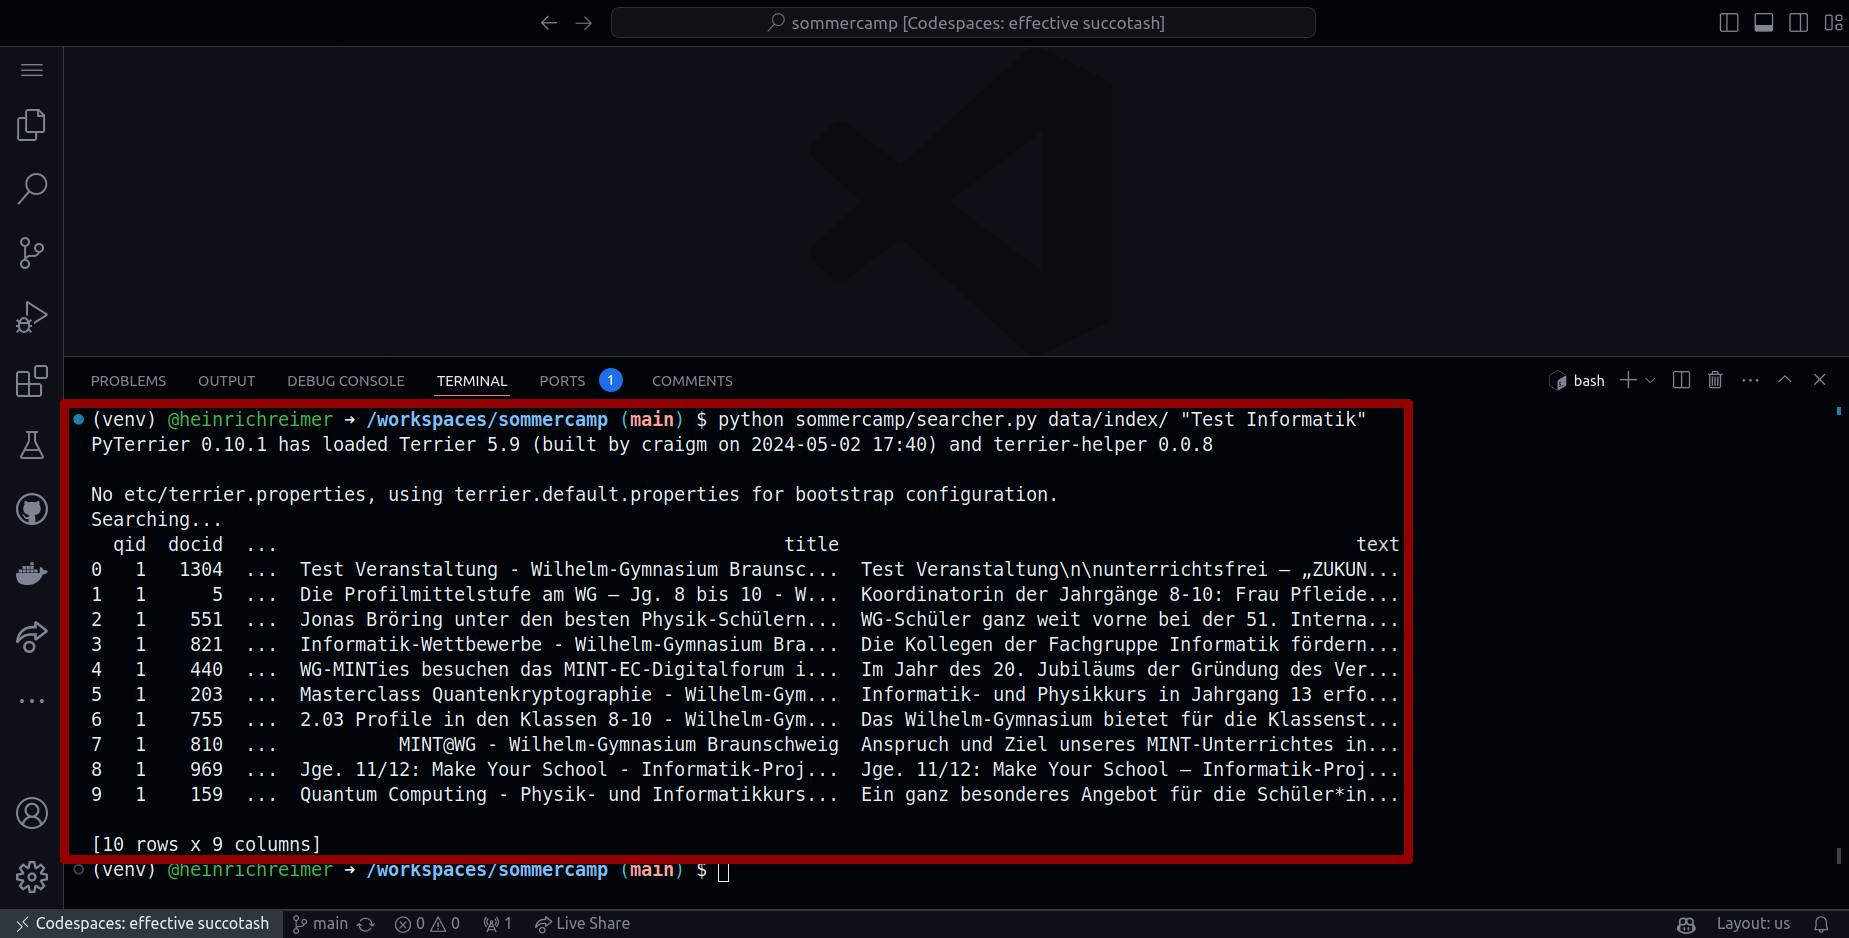 sommercamp [Codespaces: effective succotash]
PROBLEMS OUTPUT DEBUG CONSOLE TERMINAL PORTS 1 COMMENTS bash
(venv) @heinrichreimer ➜ /workspaces/sommercamp (main) $ python sommercamp/searcher.py data/index/ "Test Informatik"
PyTerrier 0.10.1 has loaded Terrier 5.9 (built by craigm on 2024-05-02 17:40) and terrier-helper 0.0.8
No etc/terrier.properties, using terrier.default.properties for bootstrap configuration.
Searching...
qid docid ... title text
0 1 1304 ... Test Veranstaltung - Wilhelm-Gymnasium Braunsc... Test Veranstaltung\n\nunterrichtsfrei – „ZUKUN...
1 1 5 ... Die Profilmittelstufe am WG – Jg. 8 bis 10 - W... Koordinatorin der Jahrgänge 8-10: Frau Pfleide...
2 1 551 ... Jonas Bröring unter den besten Physik-Schülern... WG-Schüler ganz weit vorne bei der 51. Interna...
3 1 821 ... Informatik-Wettbewerbe - Wilhelm-Gymnasium Bra... Die Kollegen der Fachgruppe Informatik fördern...
4 1 440 ... WG-MINTies besuchen das MINT-EC-Digitalforum i... Im Jahr des 20. Jubiläums der Gründung des Ver...
5 1 203 ... Masterclass Quantenkryptographie - Wilhelm-Gym... Informatik- und Physikkurs in Jahrgang 13 erfo...
6 1 755 ... 2.03 Profile in den Klassen 8-10 - Wilhelm-Gym... Das Wilhelm-Gymnasium bietet für die Klassenst...
7 1 810 ... MINT@WG - Wilhelm-Gymnasium Braunschweig Anspruch und Ziel unseres MINT-Unterrichtes in...
8 1 969 ... Jge. 11/12: Make Your School - Informatik-Proj... Jge. 11/12: Make Your School – Informatik-Proj...
9 1 159 ... Quantum Computing - Physik- und Informatikkurs... Ein ganz besonderes Angebot für die Schüler*in...
[10 rows x 9 columns]
(venv) @heinrichreimer ➜ /workspaces/sommercamp (main) $
Codespaces: effective succotash main 0 0 1 Live Share Layout: us